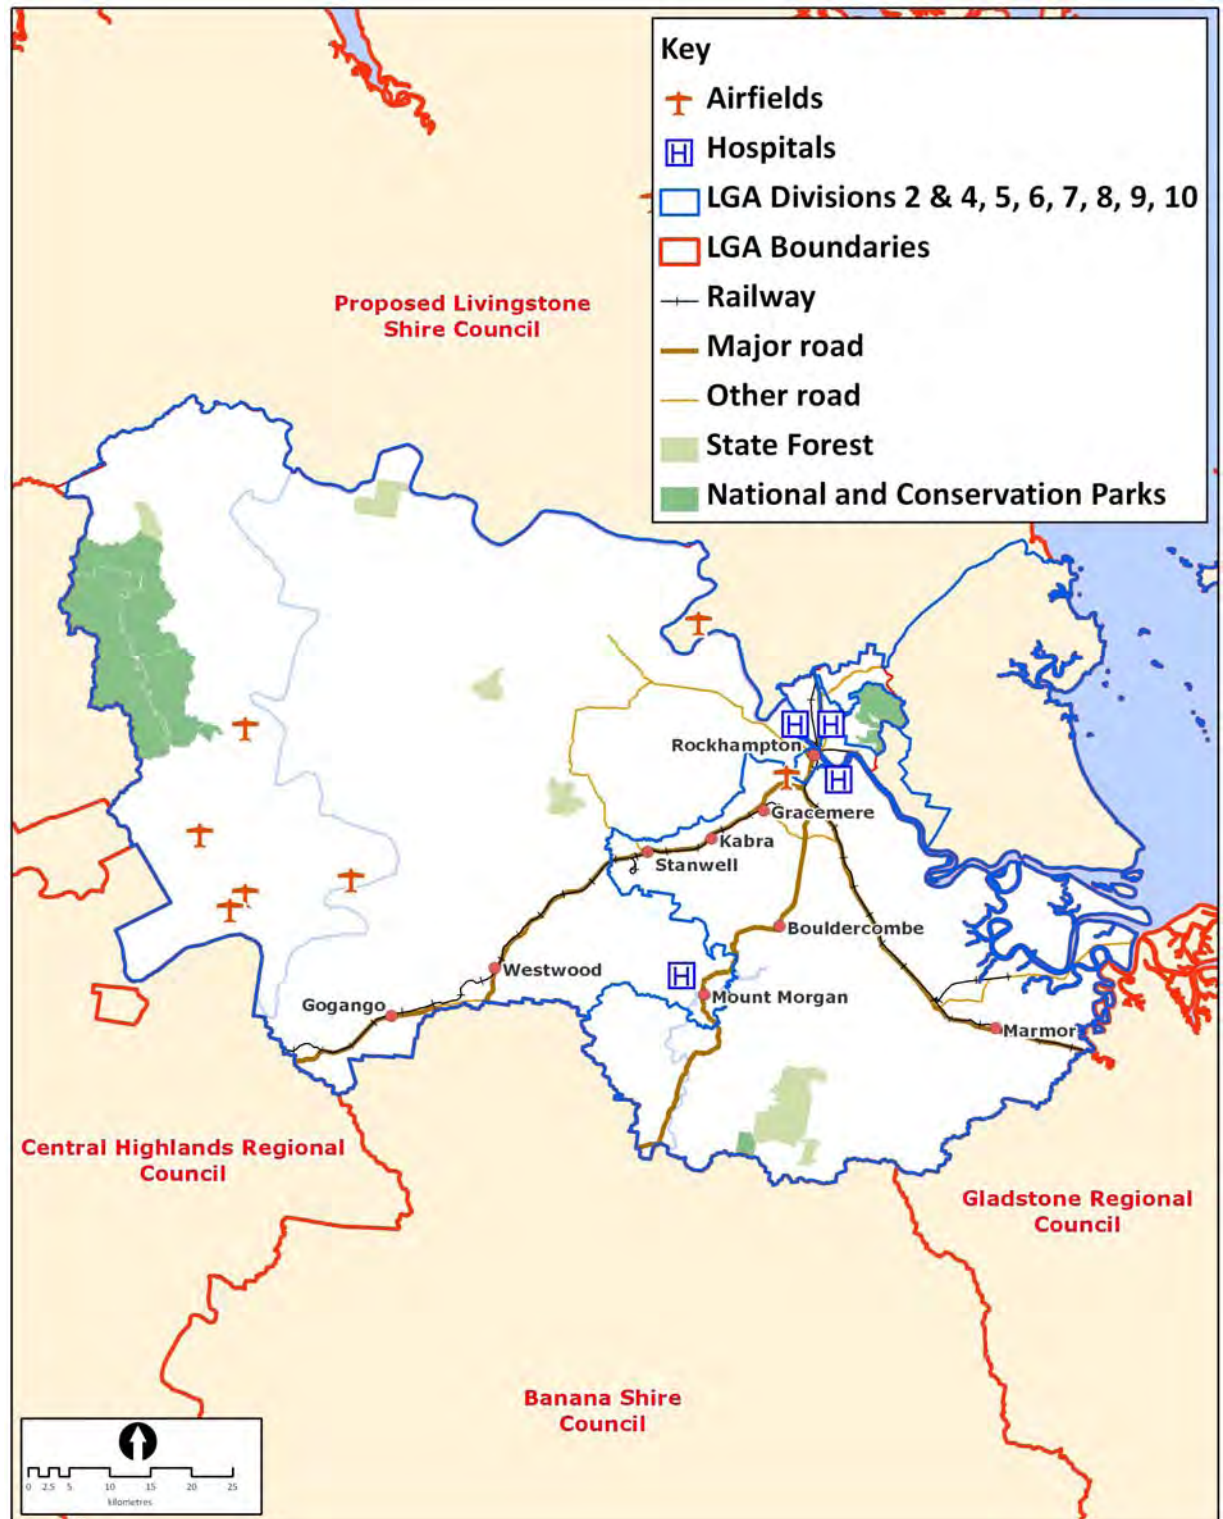 Key
Airfields
H Hospitals
LGA Divisions 2 & 4, 5, 6, 7, 8, 9, 10
LGA Boundaries
Railway
Major road
Other road
State Forest
National and Conservation Parks
Proposed Livingstone
Shire Council
H H
Rockhampton
H
Gracemere
Kabra
Stanwell
Bouldercombe
Westwood
H
Mount Morgan
Gogango
Marmor
Central Highlands Regional
Council
Gladstone Regional
Council
Banana Shire
Council
0 2.5 5 10 15 20 25
kilometres